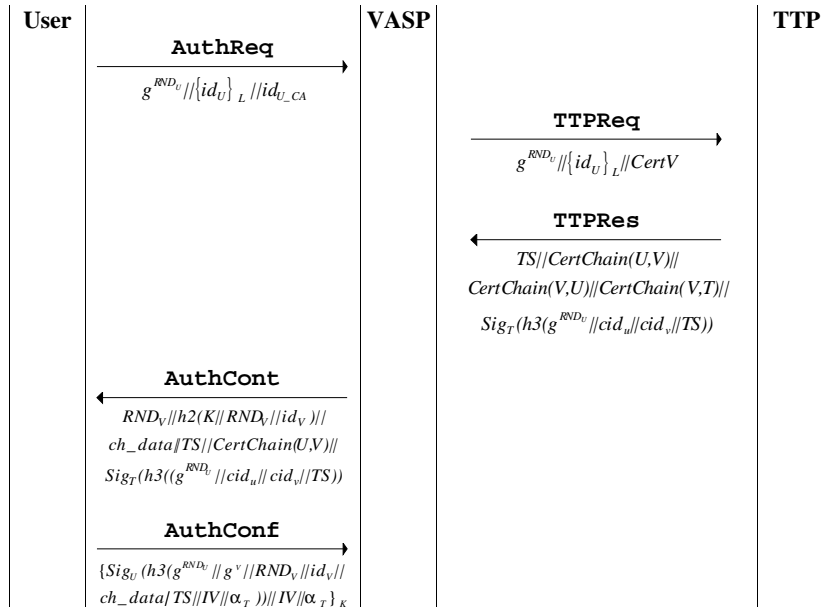 User VASP TTP
AuthReq
g^{RND_U}||{id_U}_L||id_{U_CA}
TTPReq
g^{RND_U}||{id_U}_L||CertV
TTPRes
TS||CertChain(U,V)||
CertChain(V,U)||CertChain(V,T)||
Sig_T(h3(g^{RND_U}||cid_u||cid_v||TS))
AuthCont
RND_V||h2(K||RND_V||id_V)||
ch_data||TS||CertChain(U,V)||
Sig_T(h3((g^{RND_U}||cid_u||cid_v||TS))
AuthConf
{Sig_U(h3(g^{RND_U}||g^v||RND_V||id_V||
ch_data|TS||IV||α_T))||IV||α_T}_K